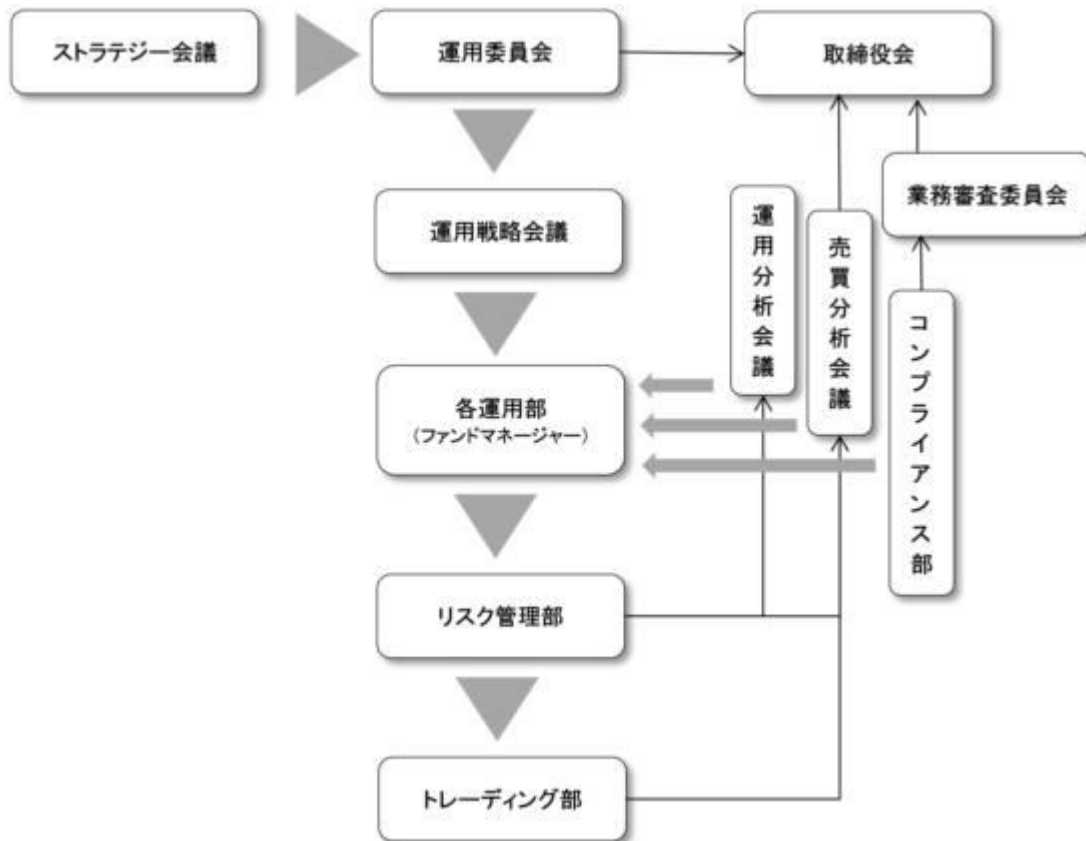 ストラテジー会議
運用委員会
取締役会
運用戦略会議
運用分析会議
売買分析会議
業務審査委員会
コンプライアンス部
各運用部
（ファンドマネージャー）
リスク管理部
トレーディング部